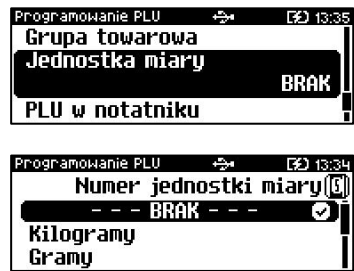 Programowanie PLU 13:35
Grupa towarowa
Jednostka miary
BRAK
PLU w notatniku
Programowanie PLU 13:34
Numer jednostki miary(5)
- - - BRAK - - -
Kilogramy
Gramy